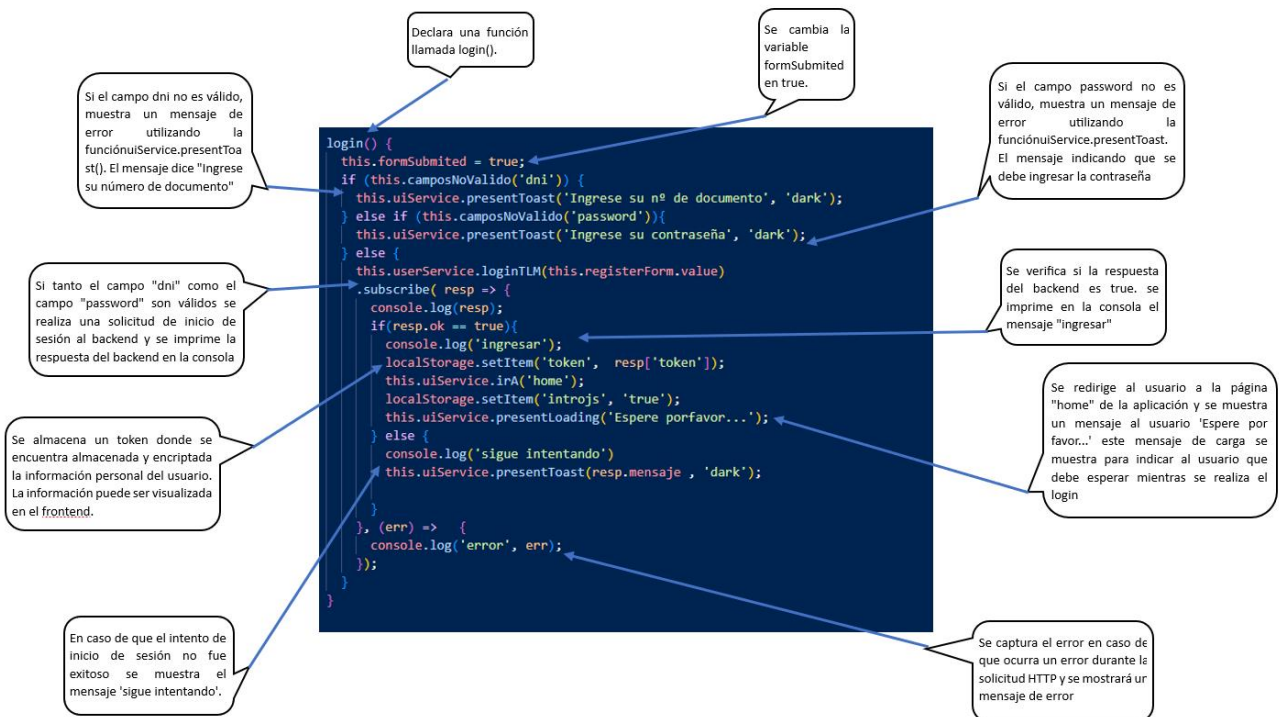 Declara una función
llamada login().
Se cambia la
variable
formSubmited
en true.
Si el campo dni no es válido,
muestra un mensaje de
error utilizando la
funciónuiService.presentToa
st(). El mensaje dice "Ingrese
su número de documento"
Si el campo password no es
válido, muestra un mensaje de
error utilizando la
funciónuiService.presentToast.
El mensaje indicando que se
debe ingresar la contraseña
login() {
this.formSubmited = true;
if (this.camposNoValido('dni')) {
this.uiService.presentToast('Ingrese su nº de documento', 'dark');
} else if (this.camposNoValido('password')){
this.uiService.presentToast('Ingrese su contraseña', 'dark');
} else {
this.userService.loginTLM(this.registerForm.value)
.subscribe( resp => {
console.log(resp);
if(resp.ok == true){
console.log('ingresar');
localStorage.setItem('token',  resp['token']);
this.uiService.irA('home');
localStorage.setItem('introjs', 'true');
this.uiService.presentLoading('Espere porfavor...');
} else {
console.log('sigue intentando')
this.uiService.presentToast(resp.mensaje , 'dark');
}
}, (err) =>   {
console.log('error', err);
});
}
}
Si tanto el campo "dni" como el
campo "password" son válidos se
realiza una solicitud de inicio de
sesión al backend y se imprime la
respuesta del backend en la consola
Se verifica si la respuesta
del backend es true. se
imprime en la consola el
mensaje "ingresar"
Se redirige al usuario a la página
"home" de la aplicación y se muestra
un mensaje al usuario 'Espere por
favor...' este mensaje de carga se
muestra para indicar al usuario que
debe esperar mientras se realiza el
login
Se almacena un token donde se
encuentra almacenada y encriptada
la información personal del usuario.
La información puede ser visualizada
en el frontend.
En caso de que el intento de
inicio de sesión no fue
exitoso se muestra el
mensaje 'sigue intentando'.
Se captura el error en caso de
que ocurra un error durante la
solicitud HTTP y se mostrará un
mensaje de error